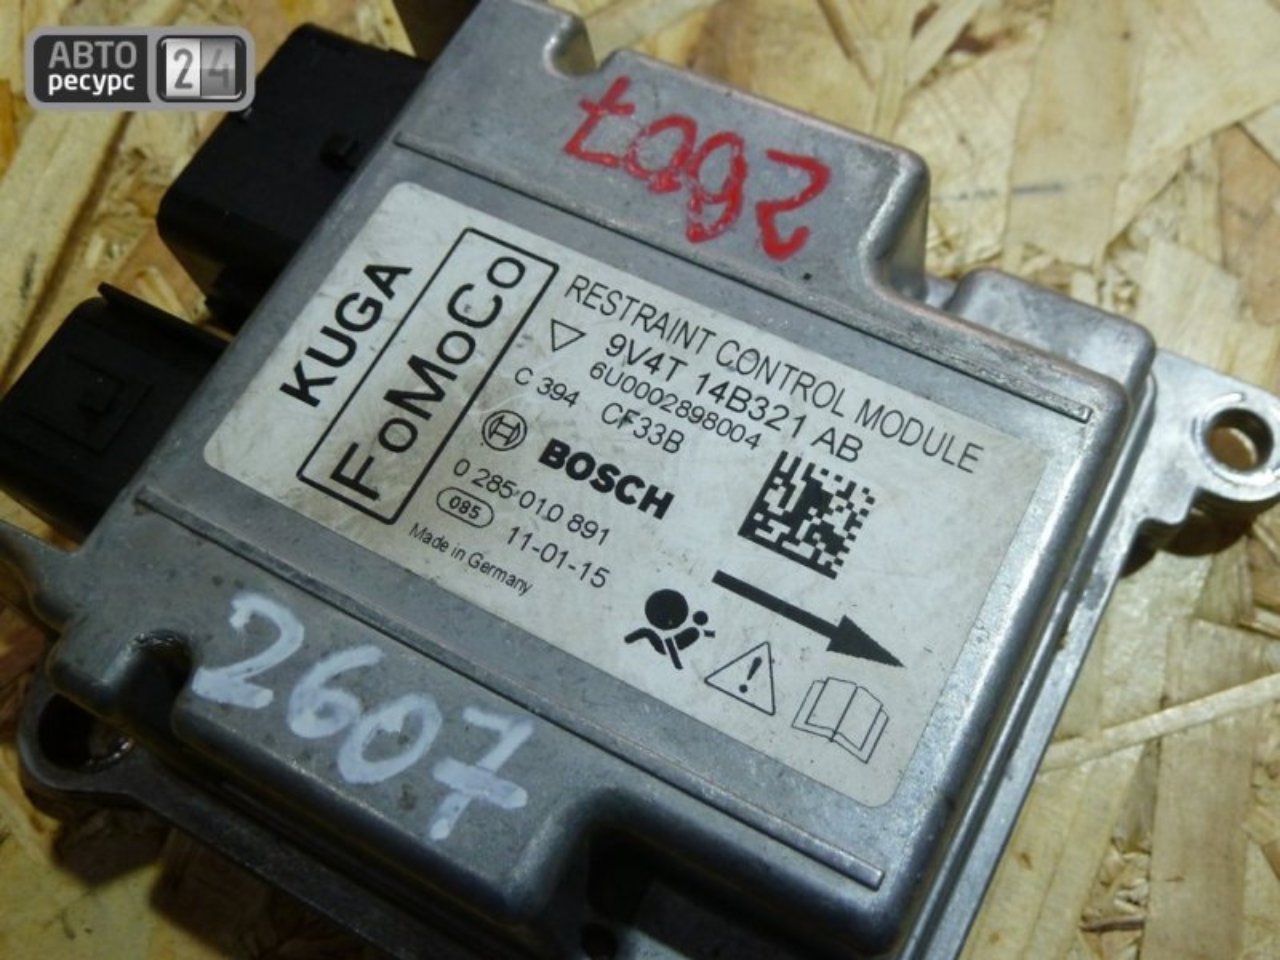 АВТО
ресурс 24
2607
KUGA
FoMoCo
RESTRAINT CONTROL MODULE
9V4T 14B321 AB
6U0002898004
C 394 CF33B
BOSCH
0 285 010 891
085 11-01-15
Made in Germany
2607